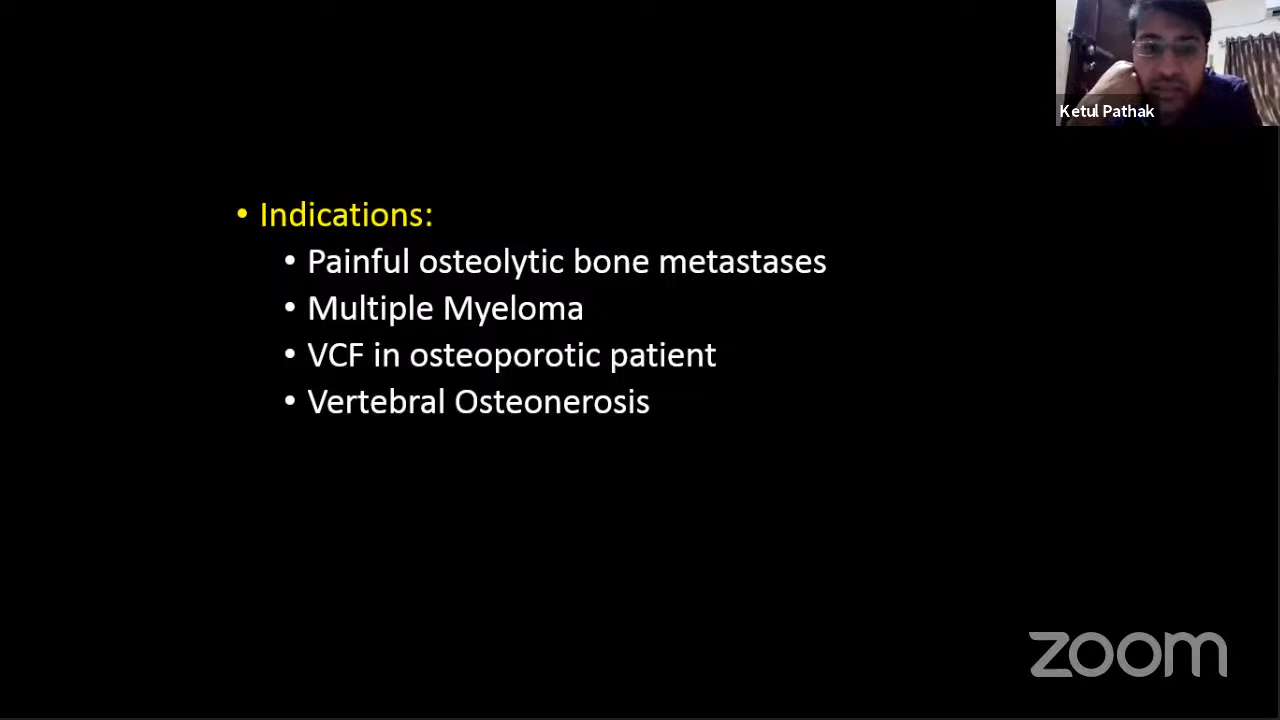 Ketul Pathak
• Indications:
• Painful osteolytic bone metastases
• Multiple Myeloma
• VCF in osteoporotic patient
• Vertebral Osteonerosis
zoom